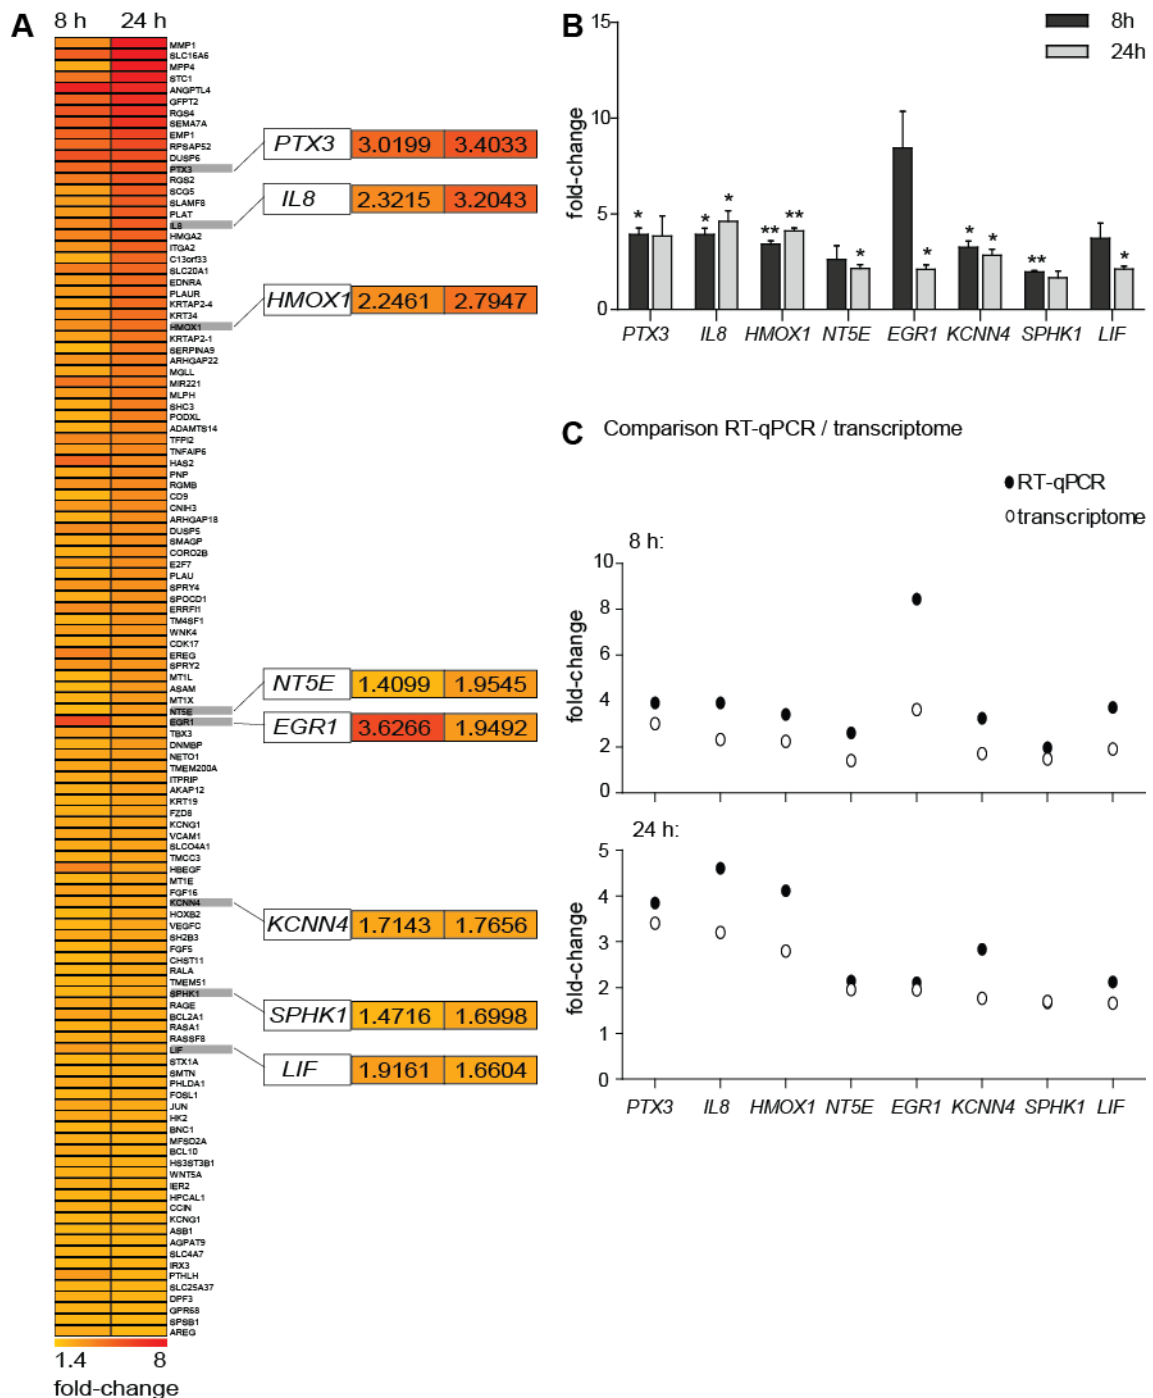 A
8 h 24 h
MMP1
SLC16A6
MPP4
STC1
ANGPTL4
GFPT2
RGS4
SEMA7A
EMP1
RPSAP52
DUSP6
PTX3
RGS2
SCG5
SLAMF8
PLAT
IL8
HMGA2
ITGA2
C13orf33
SLC20A1
EDNRA
PLAUR
KRTAP2-4
KRT34
HMOX1
KRTAP2-1
SERPINA9
ARHGAP22
MGLL
MIR221
MLPH
SHC3
PODXL
ADAMTS14
TFPI2
TNFAIP6
HAS2
PNP
RGMB
CD9
CNIH3
ARHGAP18
DUSP5
SMAGP
CORO2B
E2F7
PLAU
SPRY4
SPOCD1
ERRFI1
TM4SF1
WNK4
CDK17
EREG
SPRY2
MT1L
ASAM
MT1X
NT5E
EGR1
TBX3
DNMBP
NETO1
TMEM200A
ITPRIP
AKAP12
KRT19
FZD8
KCNG1
VCAM1
SLCO4A1
TMCC3
HBEGF
MT1E
FGF16
KCNN4
HOXB2
VEGFC
SH2B3
FGF5
CHST11
RALA
TMEM51
SPHK1
RAGE
BCL2A1
RASA1
RASSF8
LIF
STX1A
SMTN
PHLDA1
FOSL1
JUN
HK2
BNC1
MFSD2A
BCL10
HS3ST3B1
WNT5A
IER2
HPCAL1
CCIN
KCNG1
ASB1
AGPAT9
SLC4A7
IRX3
PTHLH
SLC25A37
DPF3
GPR68
SPSB1
AREG
1.4 8
fold-change
PTX3 3.0199 3.4033
IL8 2.3215 3.2043
HMOX1 2.2461 2.7947
NT5E 1.4099 1.9545
EGR1 3.6266 1.9492
KCNN4 1.7143 1.7656
SPHK1 1.4716 1.6998
LIF 1.9161 1.6604
B
8h
24h
fold-change
15
10
5
0
* * * ** ** * * * * ** *
PTX3 IL8 HMOX1 NT5E EGR1 KCNN4 SPHK1 LIF
C Comparison RT-qPCR / transcriptome
RT-qPCR
transcriptome
8 h:
fold-change
10
8
6
4
2
0
24 h:
fold-change
5
4
3
2
1
0
PTX3 IL8 HMOX1 NT5E EGR1 KCNN4 SPHK1 LIF